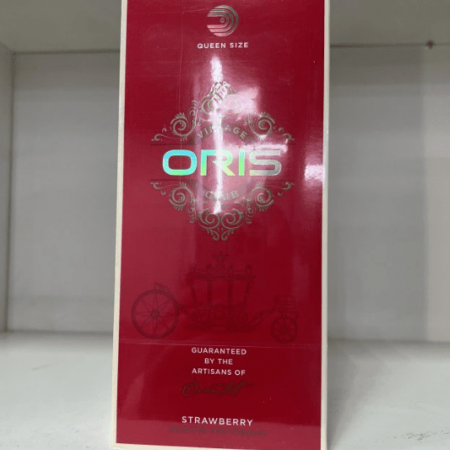 QUEEN SIZE
VINTAGE
ORIS
CLUB
GUARANTEED
BY THE
ARTISANS OF
STRAWBERRY